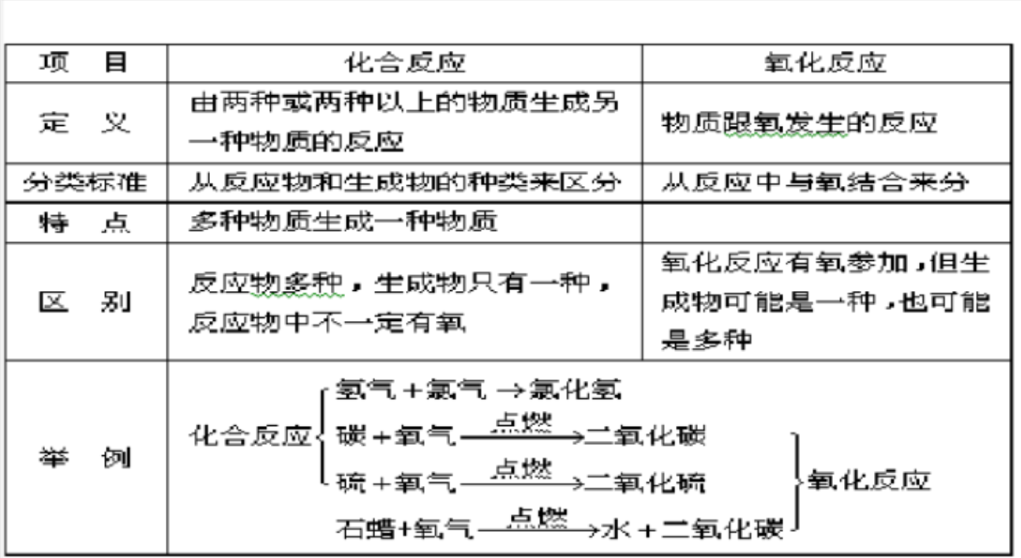 项 目 化合反应 氧化反应
定 义 由两种或两种以上的物质生成另一种物质的反应 物质跟氧发生的反应
分类标准 从反应物和生成物的种类来区分 从反应中与氧结合来分
特 点 多种物质生成一种物质
区 别 反应物多种，生成物只有一种，反应物中不一定有氧 氧化反应有氧参加，但生成物可能是一种，也可能是多种
举 例
化合反应
氢气＋氯气→氯化氢
碳＋氧气 点燃→二氧化碳
硫＋氧气 点燃→二氧化硫
石蜡+氧气 点燃→水＋二氧化碳
氧化反应